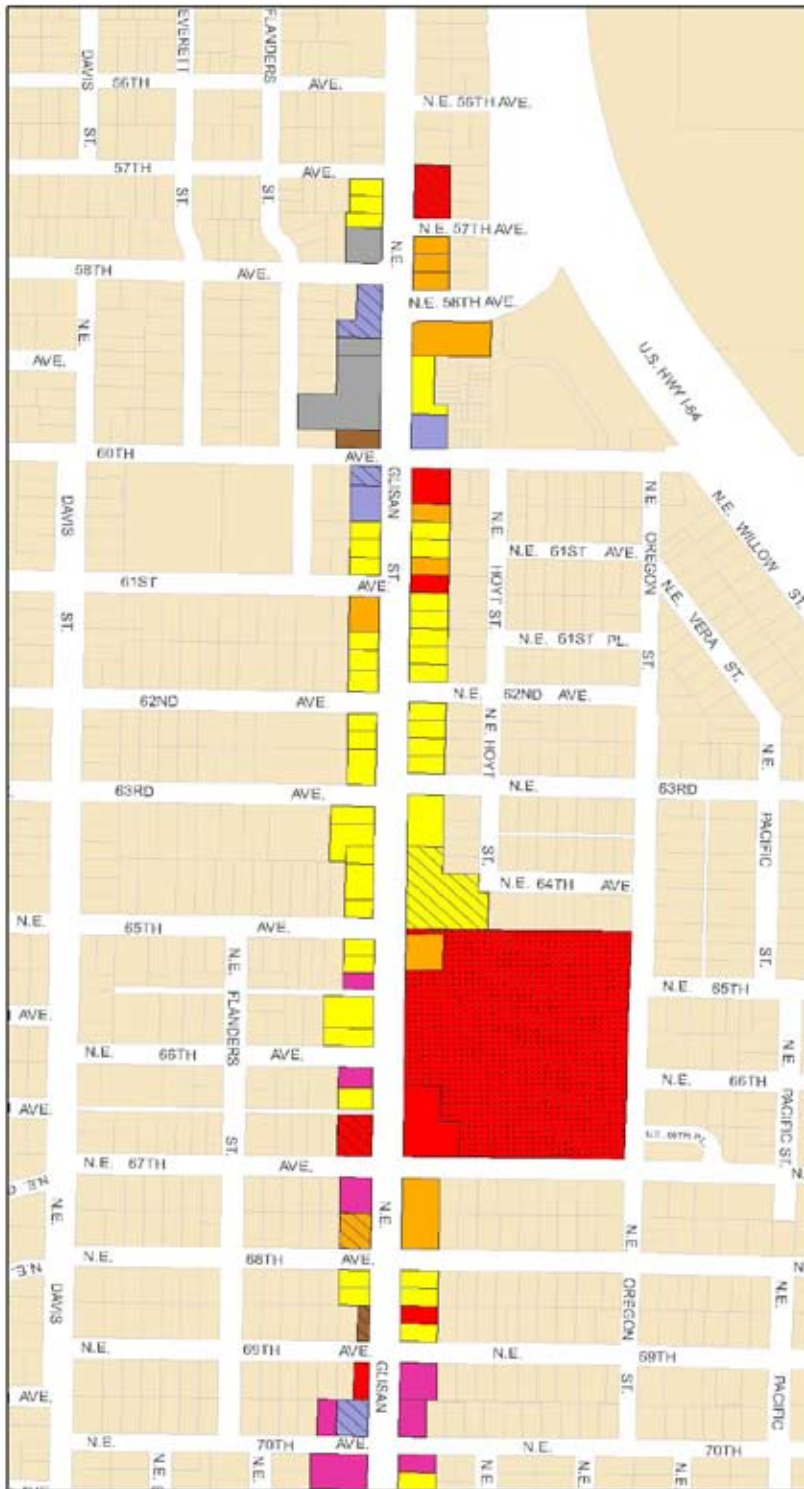 DAVIS
ST.
EVERETT
ST.
FLANDERS
ST.
56TH AVE.
N.E. 56TH AVE.
57TH AVE.
N.E. 57TH AVE.
N.E.
58TH AVE.
N.E. 58TH AVE.
N.E.
AVE.
U.S. HWY I-84
60TH AVE.
GLISAN
ST.
N.E.
HOYT ST.
N.E.
OREGON
ST.
N.E. WILLOW
ST.
DAVIS
ST.
N.E. 61ST AVE.
61ST AVE.
N.E. VERA ST.
N.E. 61ST PL.
62ND AVE.
N.E. 62ND AVE.
N.E. HOYT
ST.
N.E.
PACIFIC
ST.
63RD AVE.
N.E. 63RD
N.E. 64TH AVE.
N.E. 65TH AVE.
N.E. FLANDERS
ST.
N.E. 65TH
AVE.
N.E. 66TH AVE.
N.E. 66TH
N.E.
PACIFIC ST.
AVE.
N.E. 66TH PL.
N.E. 67TH AVE.
N.
N.E.
N.E.
DAVIS
N.E.
N.E.
OREGON
ST.
N.E. 68TH AVE.
N.
N.E.
N.E.
PACIFIC
N.E. 69TH AVE.
N.E. 69TH
GLISAN
AVE.
N.E. 70TH AVE.
N.E. 70TH
N.E.
N.E.
N.E.
N.E.
N.E.